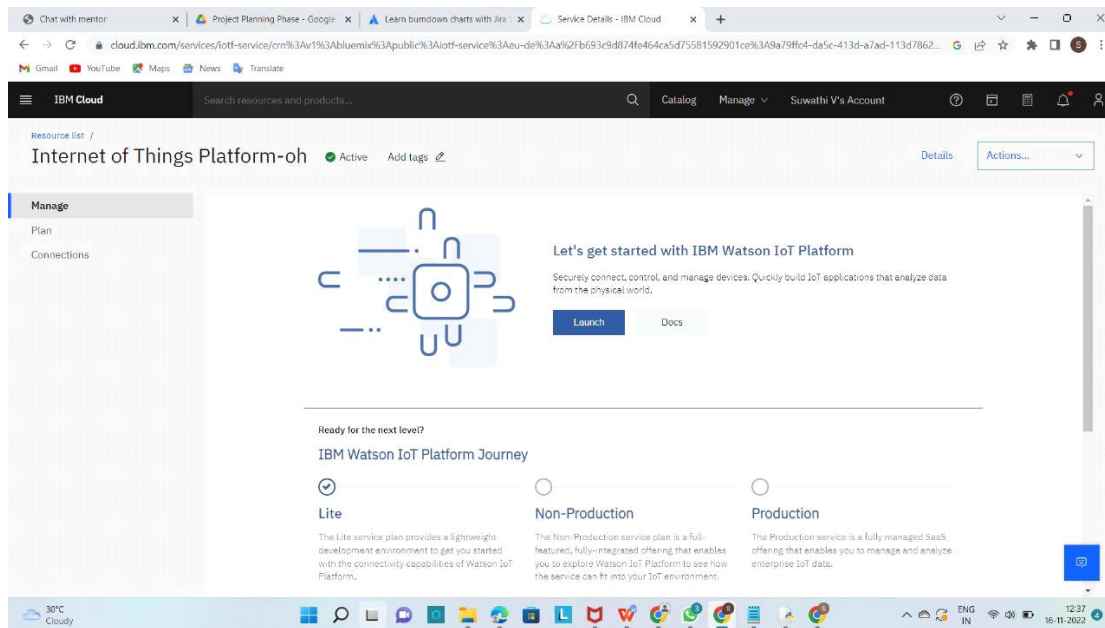 Chat with mentor
Project Planning Phase - Google
Learn burndown charts with Jira
Service Details - IBM Cloud
cloud.ibm.com/services/iotf-service/crn%3Av1%3Abluemix%3Apublic%3Aiotf-service%3Aeu-de%3Aa%2Fb693c9d874fe464ca5d75581592901ce%3A9a79ffc4-da5c-413d-a7ad-113d7862...
Gmail YouTube Maps News Translate
IBM Cloud Search resources and products... Catalog Manage Suwathi V's Account
Resource list /
Internet of Things Platform-oh Active Add tags Details Actions...
Manage
Plan
Connections
Let's get started with IBM Watson IoT Platform
Securely connect, control, and manage devices. Quickly build IoT applications that analyze data
from the physical world.
Launch Docs
Ready for the next level?
IBM Watson IoT Platform Journey
Lite
The Lite service plan provides a lightweight
development environment to get you started
with the connectivity capabilities of Watson IoT
Platform.
Non-Production
The Non-Production service plan is a full-
featured, fully-integrated offering that enables
you to explore Watson IoT Platform to see how
the service can fit into your IoT environment.
Production
The Production service is a fully managed SaaS
offering that enables you to manage and analyze
enterprise IoT data.
30°C
Cloudy
ENG
IN
12:37
16-11-2022